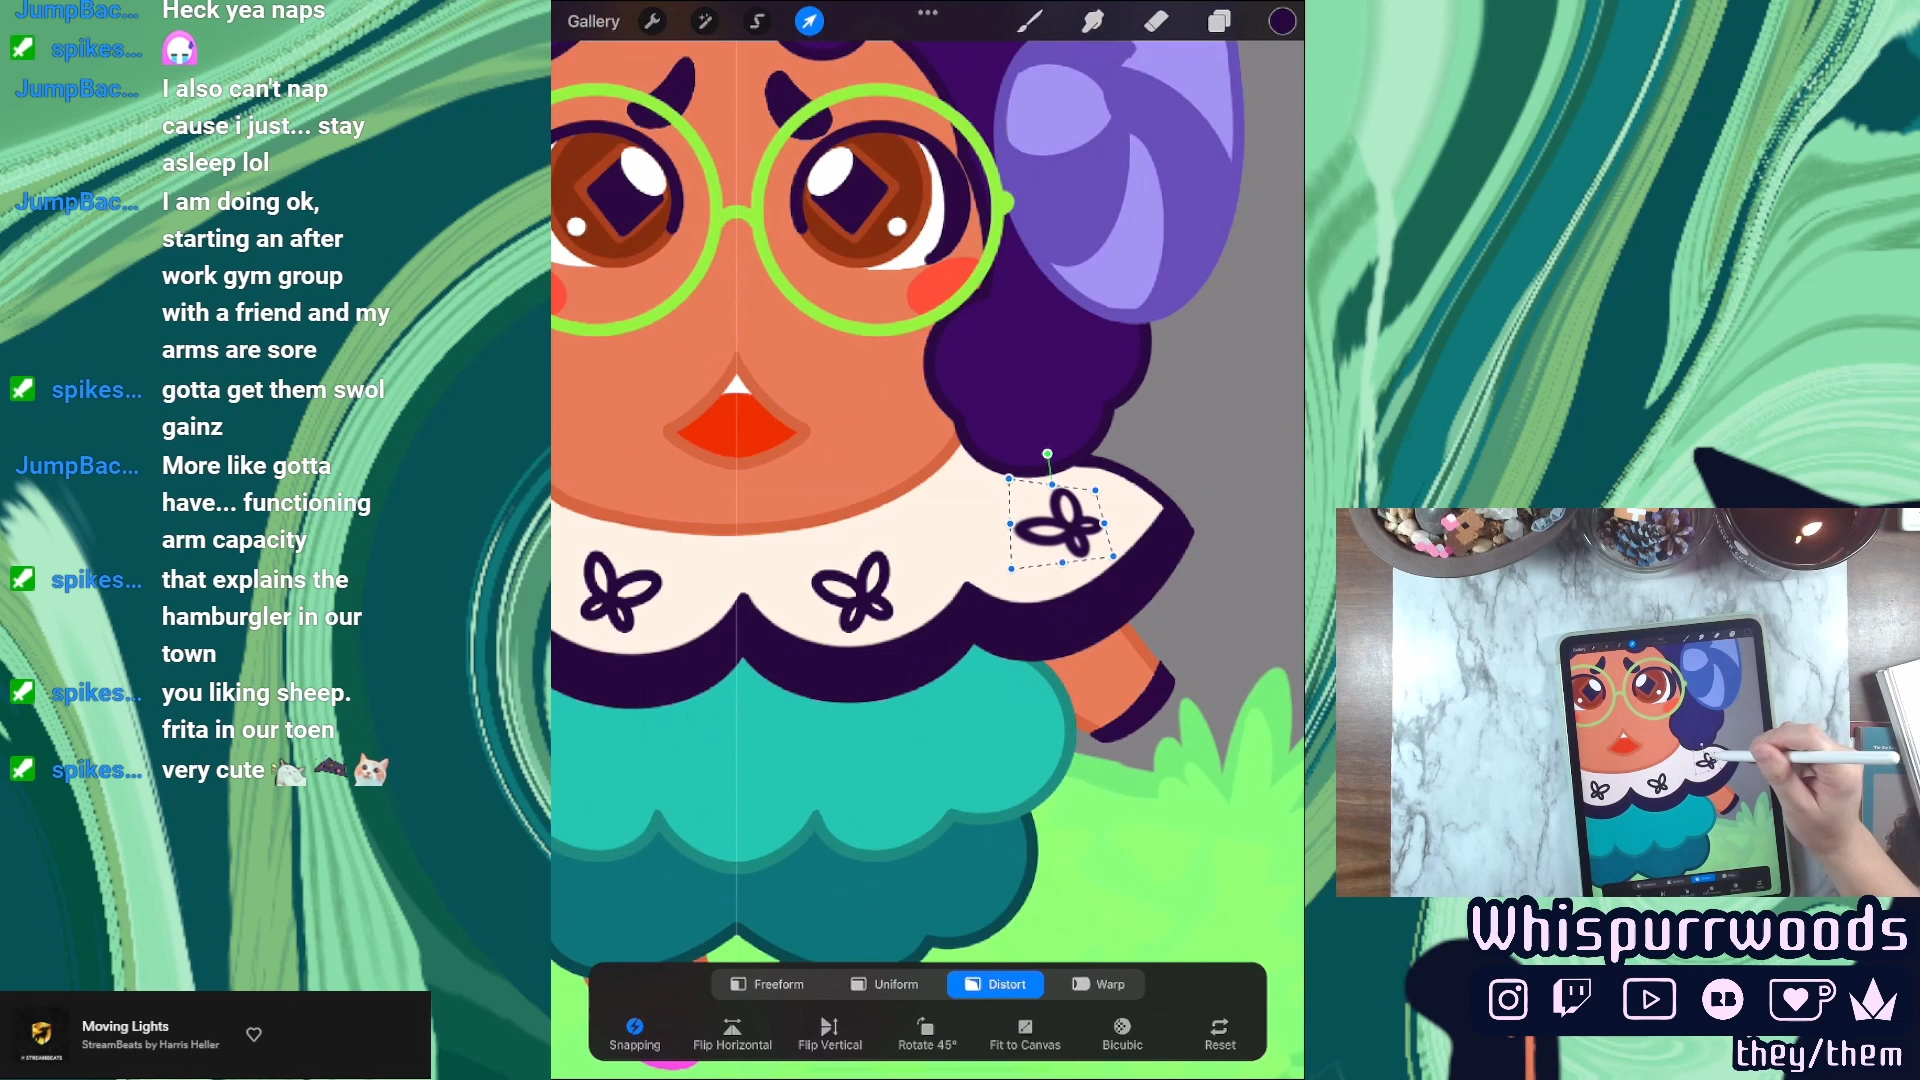 JumpBac... Heck yea naps
spikes...
JumpBac... I also can't nap
cause i just... stay
asleep lol
JumpBac... I am doing ok,
starting an after
work gym group
with a friend and my
arms are sore
spikes... gotta get them swol
gainz
JumpBac... More like gotta
have... functioning
arm capacity
spikes... that explains the
hamburgler in our
town
spikes... you liking sheep.
frita in our toen
spikes... very cute
Moving Lights
StreamBeats by Harris Heller
STREAMBEATS
Gallery
Freeform Uniform Distort Warp
Snapping Flip Horizontal Flip Vertical Rotate 45° Fit to Canvas Bicubic Reset
Whispurrwoods
RB
they/them